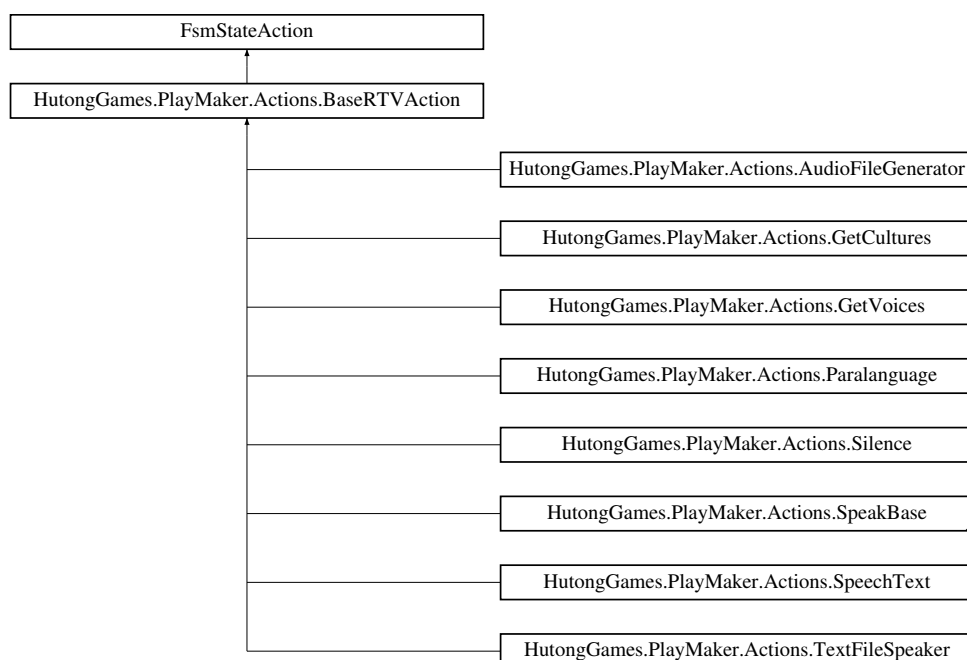 FsmStateAction
HutongGames.PlayMaker.Actions.BaseRTVAction
HutongGames.PlayMaker.Actions.AudioFileGenerator
HutongGames.PlayMaker.Actions.GetCultures
HutongGames.PlayMaker.Actions.GetVoices
HutongGames.PlayMaker.Actions.Paralanguage
HutongGames.PlayMaker.Actions.Silence
HutongGames.PlayMaker.Actions.SpeakBase
HutongGames.PlayMaker.Actions.SpeechText
HutongGames.PlayMaker.Actions.TextFileSpeaker